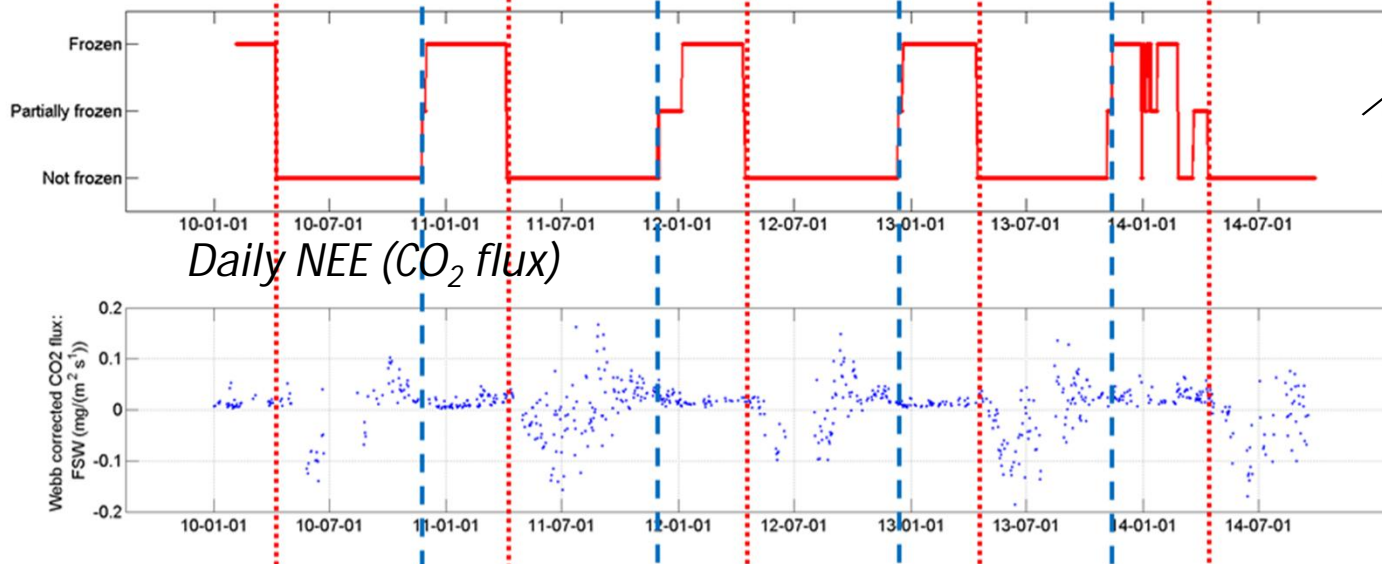 Frozen
Partially frozen
Not frozen
10-01-01 10-07-01 11-01-01 11-07-01 12-01-01 12-07-01 13-01-01 13-07-01 14-01-01 14-07-01
Daily NEE (CO₂ flux)
Webb corrected CO2 flux:
FSW (mg/(m² s¹))
0.2
0.1
0
-0.1
-0.2
10-01-01 10-07-01 11-01-01 11-07-01 12-01-01 12-07-01 13-01-01 13-07-01 14-01-01 14-07-01